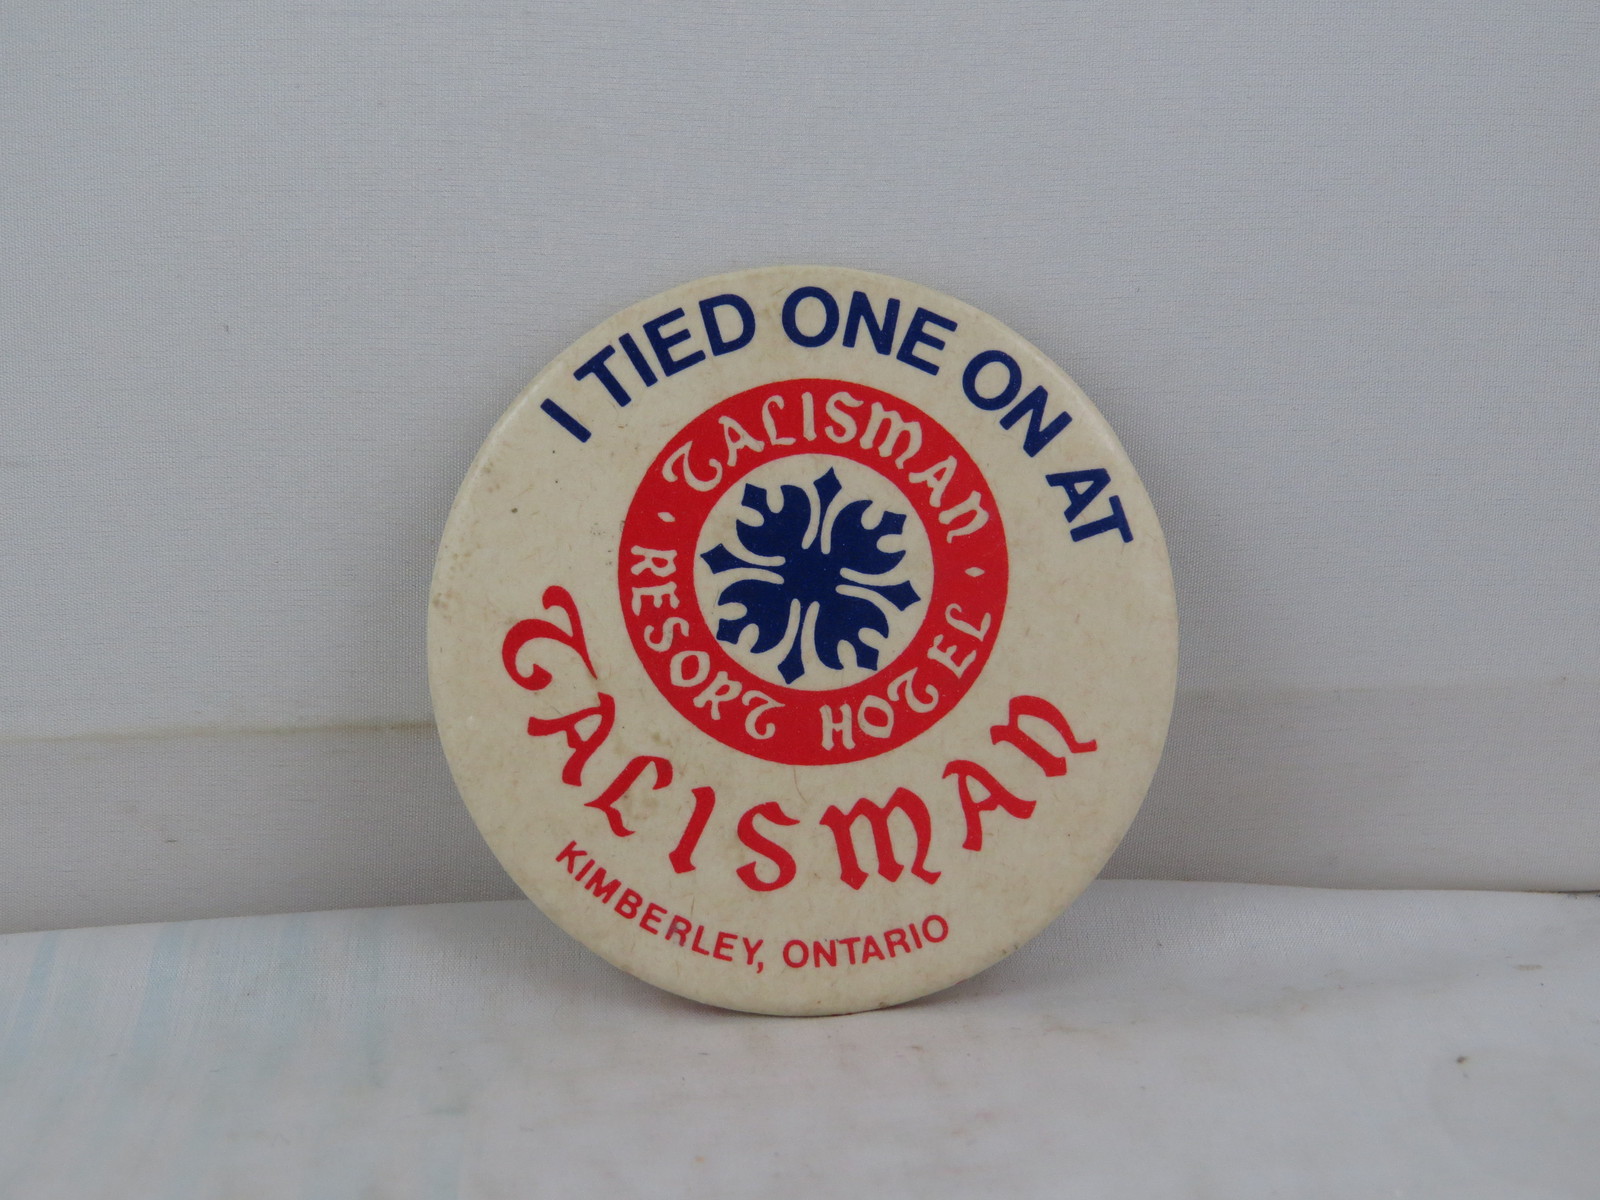 I TIED ONE ON AT
TALISMAN
RESORT HOTEL
TALISMAN
KIMBERLEY, ONTARIO